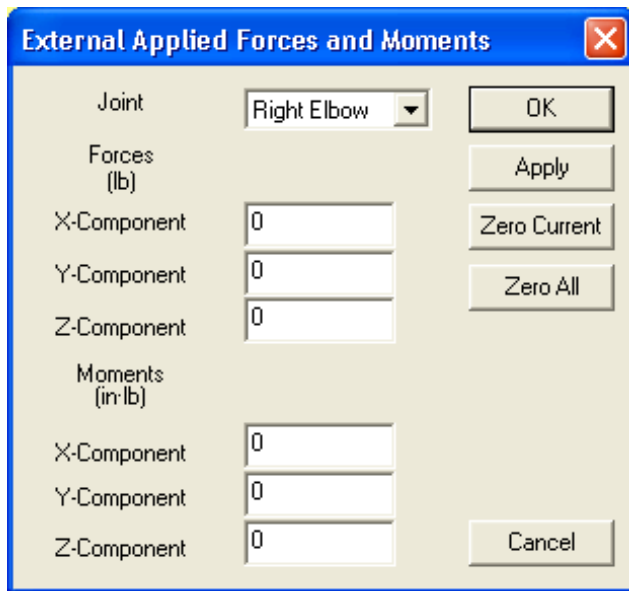 External Applied Forces and Moments
Joint
Right Elbow
OK
Forces
(lb)
Apply
X-Component
0
Zero Current
Y-Component
0
Zero All
Z-Component
0
Moments
(in·lb)
X-Component
0
Y-Component
0
Z-Component
0
Cancel